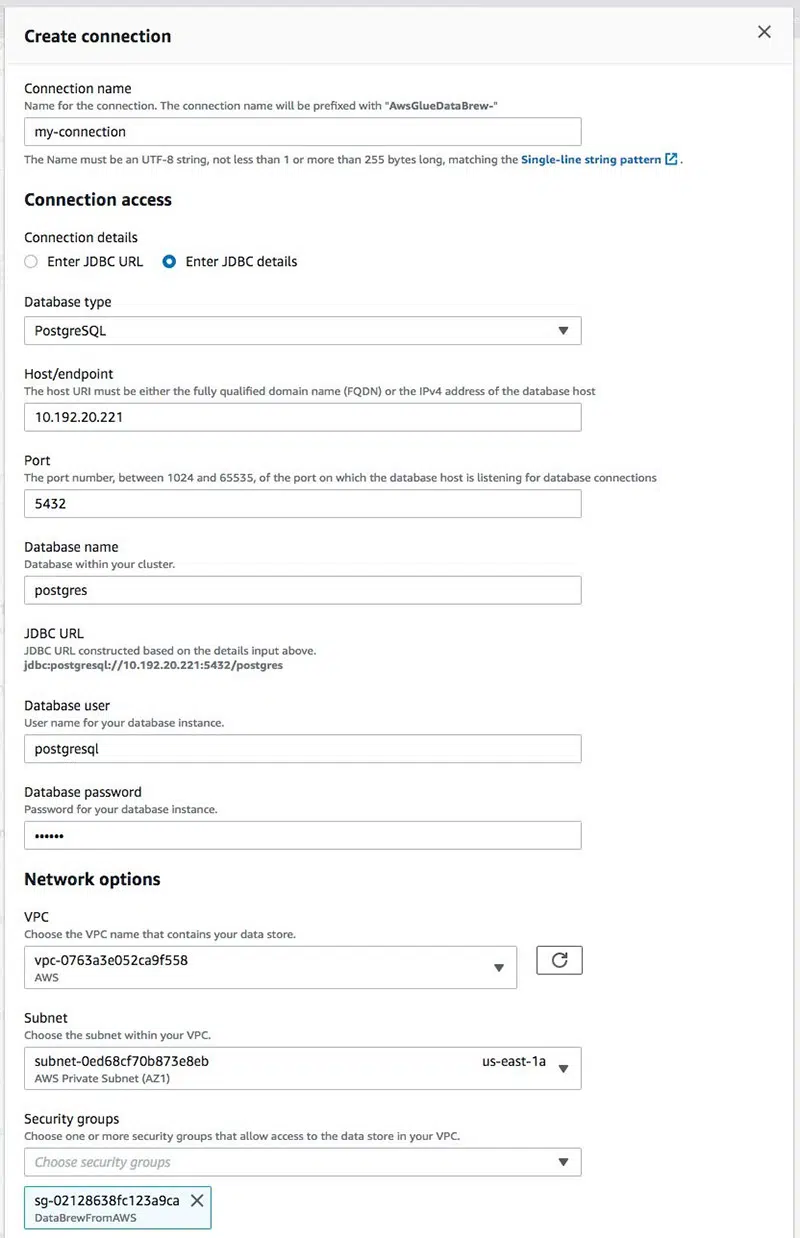 Create connection
Connection name
Name for the connection. The connection name will be prefixed with "AwsGlueDataBrew-"
my-connection
The Name must be an UTF-8 string, not less than 1 or more than 255 bytes long, matching the Single-line string pattern .
Connection access
Connection details
Enter JDBC URL Enter JDBC details
Database type
PostgreSQL
Host/endpoint
The host URI must be either the fully qualified domain name (FQDN) or the IPv4 address of the database host
10.192.20.221
Port
The port number, between 1024 and 65535, of the port on which the database host is listening for database connections
5432
Database name
Database within your cluster.
postgres
JDBC URL
JDBC URL constructed based on the details input above.
jdbc:postgresql://10.192.20.221:5432/postgres
Database user
User name for your database instance.
postgresql
Database password
Password for your database instance.
••••••
Network options
VPC
Choose the VPC name that contains your data store.
vpc-0763a3e052ca9f558
AWS
Subnet
Choose the subnet within your VPC.
subnet-0ed68cf70b873e8eb us-east-1a
AWS Private Subnet (AZ1)
Security groups
Choose one or more security groups that allow access to the data store in your VPC.
Choose security groups
sg-02128638fc123a9ca
DataBrewFromAWS